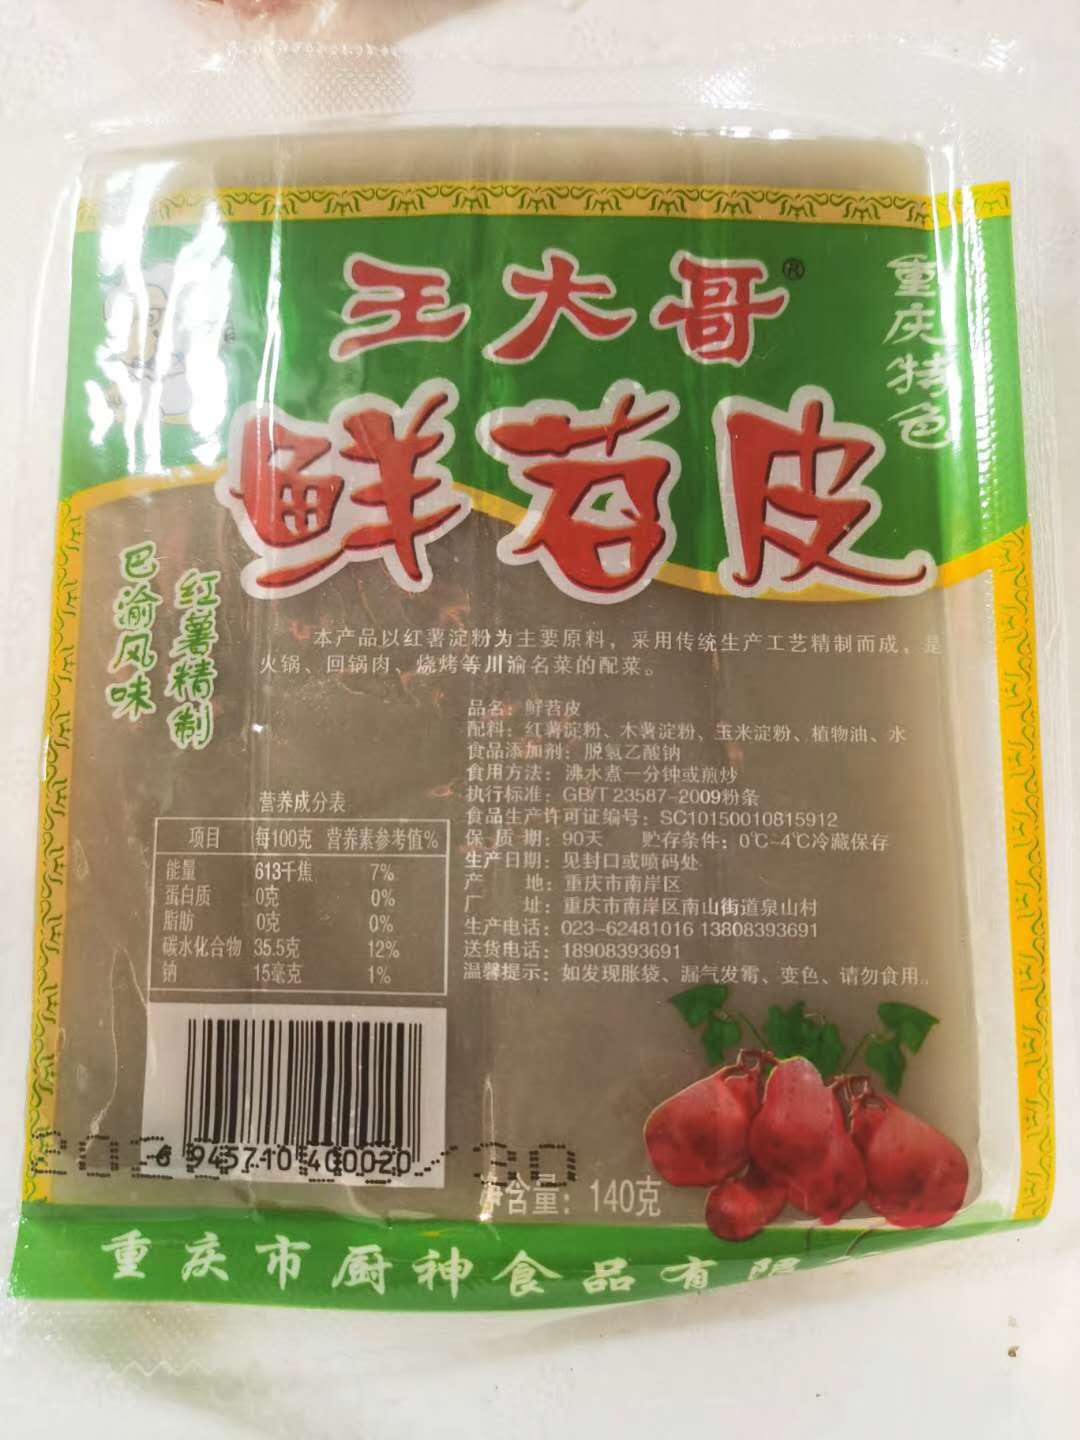 王大哥®
重庆特色
鲜苕皮
巴渝风味
红薯精制
本产品以红薯淀粉为主要原料，采用传统生产工艺精制而成，是
火锅、回锅肉、烧烤等川渝名菜的配菜。
品名：鲜苕皮
配料：红薯淀粉、木薯淀粉、玉米淀粉、植物油、水
食品添加剂：脱氢乙酸钠
食用方法：沸水煮一分钟或煎炒
执行标准：GB/T 23587-2009粉条
食品生产许可证编号：SC10150010815912
保 质 期：90天 贮存条件：0℃-4℃冷藏保存
生产日期：见封口或喷码处
产 地：重庆市南岸区
厂 址：重庆市南岸区南山街道泉山村
生产电话：023-62481016 13808393691
送货电话：18908393691
温馨提示：如发现胀袋、漏气发霉、变色、请勿食用。
营养成分表
项目 每100克 营养素参考值%
能量 613千焦 7%
蛋白质 0克 0%
脂肪 0克 0%
碳水化合物 35.5克 12%
钠 15毫克 1%
6 945710 400020
净含量：140克
重庆市厨神食品有限